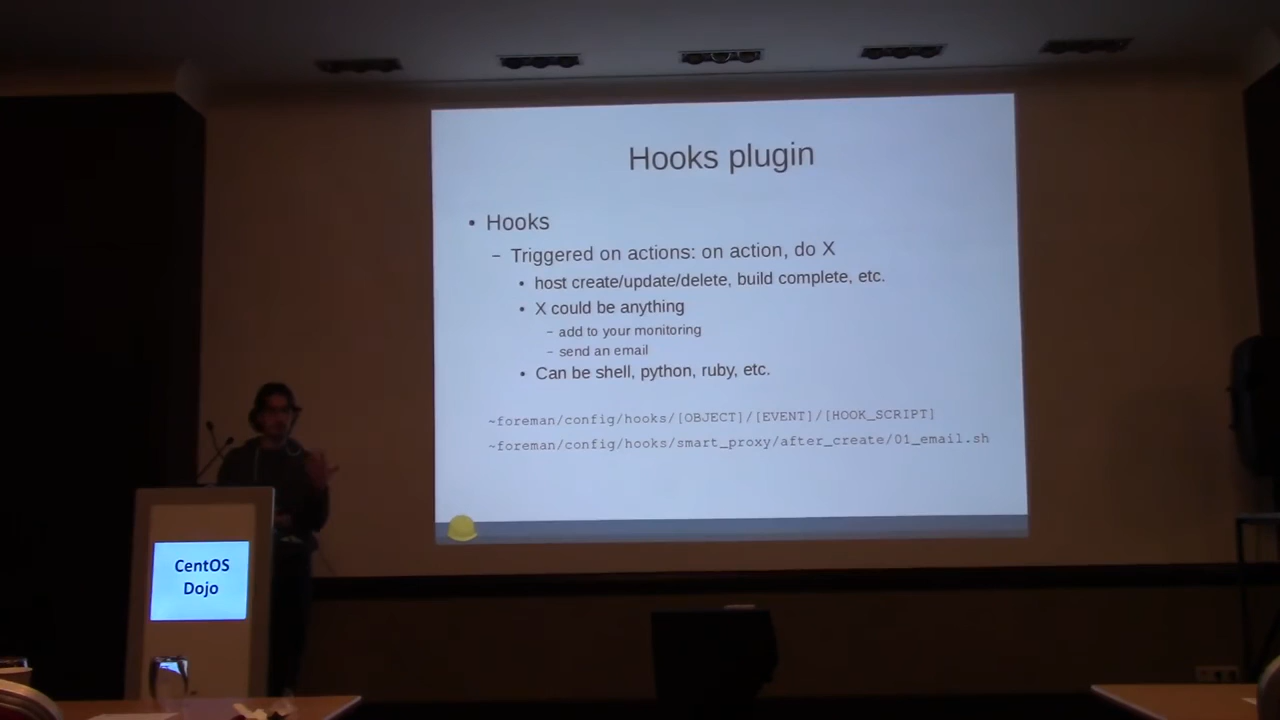 Hooks plugin
• Hooks
– Triggered on actions: on action, do X
• host create/update/delete, build complete, etc.
• X could be anything
– add to your monitoring
– send an email
• Can be shell, python, ruby, etc.
~foreman/config/hooks/[OBJECT]/[EVENT]/[HOOK_SCRIPT]
~foreman/config/hooks/smart_proxy/after_create/01_email.sh
CentOS
Dojo